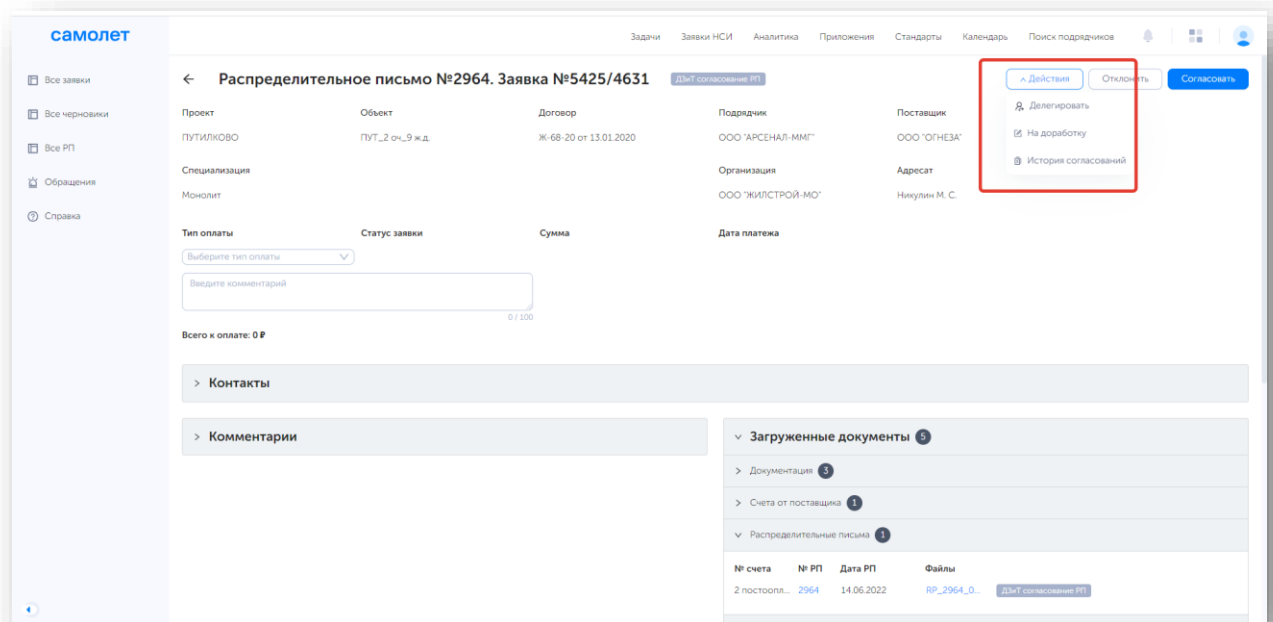 самолет
Задачи Заявки НСИ Аналитика Приложения Стандарты Календарь Поиск подрядчиков
Все заявки
Все черновики
Все РП
Обращения
Справка
Распределительное письмо №2964. Заявка №5425/4631 ДЗиТ согласование РП
Действия Отклонить Согласовать
Делегировать
На доработку
История согласований
Проект Объект Договор Подрядчик Поставщик
ПУТИЛКОВО ПУТ_2 оч_9 ж.д. Ж-68-20 от 13.01.2020 ООО "АРСЕНАЛ-ММГ" ООО "ОГНЕЗА"
Специализация Организация Адресат
Монолит ООО "ЖИЛСТРОЙ-МО" Никулин М. С.
Тип оплаты Статус заявки Сумма Дата платежа
Выберите тип оплаты
Введите комментарий
0 / 100
Всего к оплате: 0 ₽
Контакты
Комментарии
Загруженные документы 5
Документация 3
Счета от поставщика 1
Распределительные письма 1
№ счета № РП Дата РП Файлы
2 постоопл... 2964 14.06.2022 RP_2964_0... ДЗиТ согласование РП